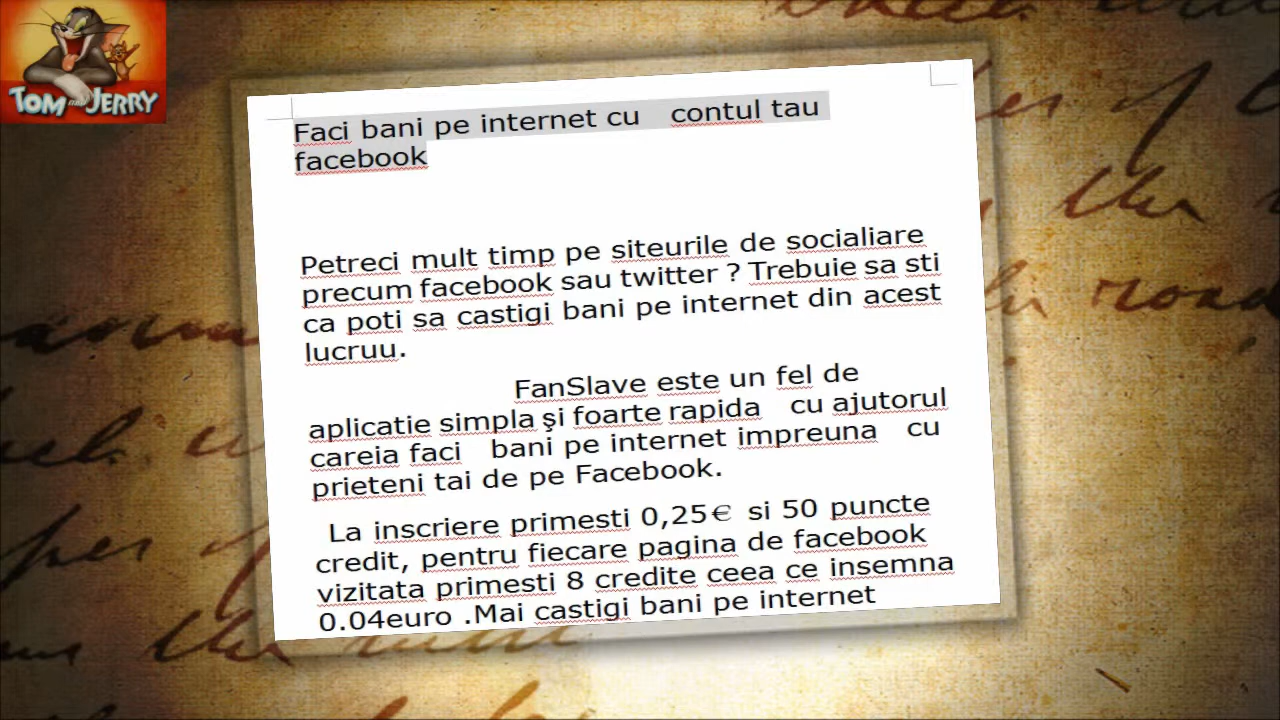 TOM and JERRY
Faci bani pe internet cu contul tau
facebook
Petreci mult timp pe siteurile de socialiare
precum facebook sau twitter ? Trebuie sa sti
ca poti sa castigi bani pe internet din acest
lucruu.
FanSlave este un fel de
aplicatie simpla şi foarte rapida cu ajutorul
careia faci bani pe internet impreuna cu
prieteni tai de pe Facebook.
La inscriere primesti 0,25€ si 50 puncte
credit, pentru fiecare pagina de facebook
vizitata primesti 8 credite ceea ce insemna
0.04euro .Mai castigi bani pe internet